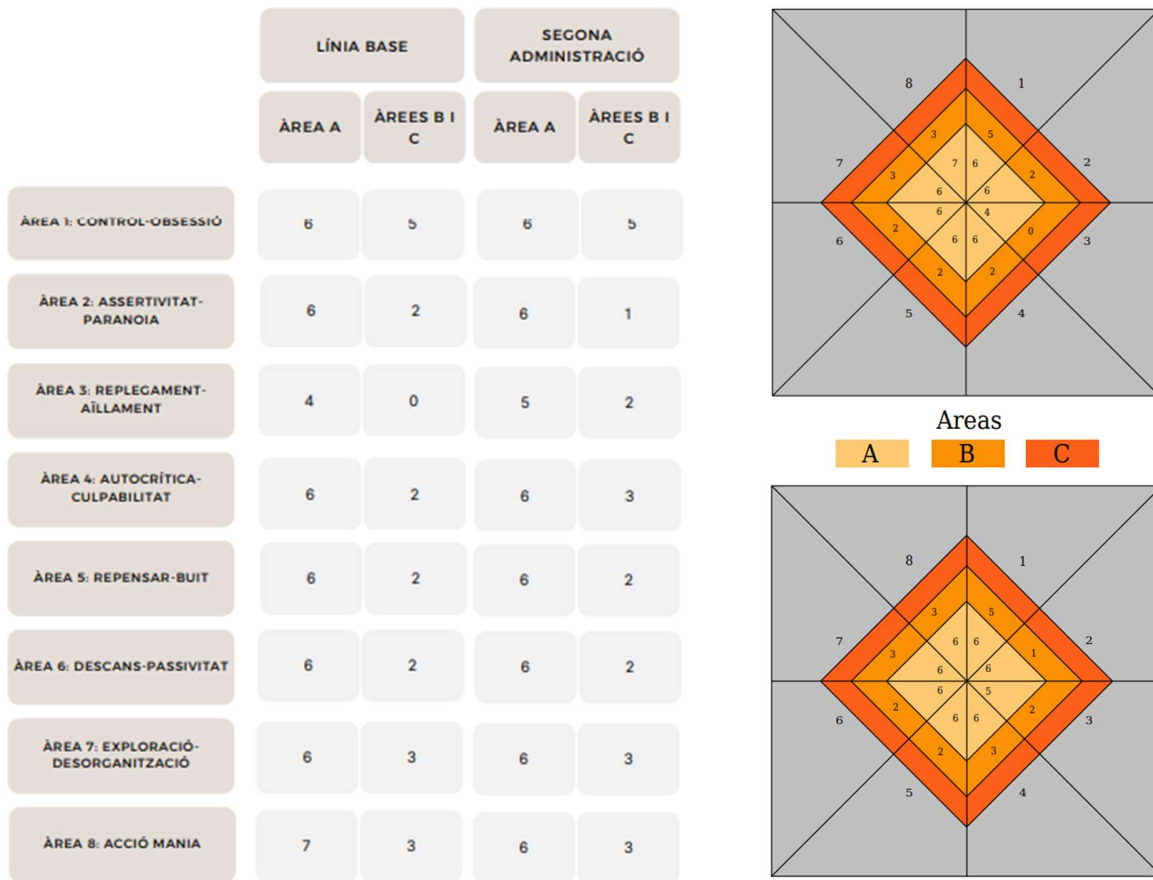 LÍNIA BASE
SEGONA
ADMINISTRACIÓ
ÀREA A
ÀREES B I
C
ÀREA A
ÀREES B I
C
ÀREA 1: CONTROL-OBSESSIÓ
6 5 6 5
ÀREA 2: ASSERTIVITAT-
PARANOIA
6 2 6 1
ÀREA 3: REPLEGAMENT-
AÏLLAMENT
4 0 5 2
ÀREA 4: AUTOCRÍTICA-
CULPABILITAT
6 2 6 3
ÀREA 5: REPENSAR-BUIT
6 2 6 2
ÀREA 6: DESCANS-PASSIVITAT
6 2 6 2
ÀREA 7: EXPLORACIÓ-
DESORGANITZACIÓ
6 3 6 3
ÀREA 8: ACCIÓ MANIA
7 3 6 3
8 1
3 5
7 7 6 2
3 2
6 6
6 4
2 0
6 6 6 3
2 2
5 4
Areas
A B C
8 1
3 5
7 6 6 2
3 1
6 6
6 5
2 2
6 6 6 3
2 3
5 4